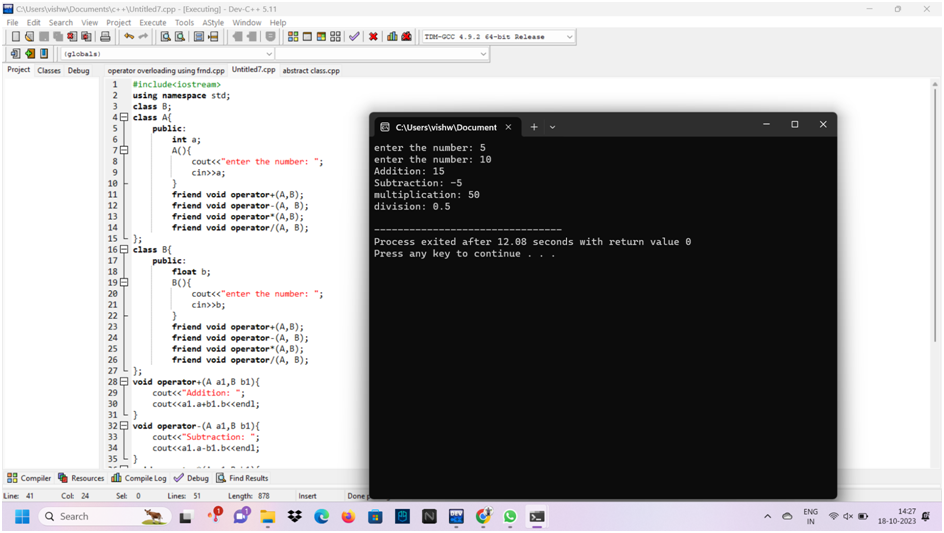 C:\Users\vishw\Documents\c++\Untitled7.cpp - [Executing] - Dev-C++ 5.11
File Edit Search View Project Execute Tools AStyle Window Help
TDM-GCC 4.9.2 64-bit Release
(globals)
Project Classes Debug operator overloading using frnd.cpp Untitled7.cpp abstract class.cpp
1 #include<iostream>
2 using namespace std;
3 class B;
4 class A{
5 public:
6 int a;
7 A(){
8 cout<<"enter the number: ";
9 cin>>a;
10 }
11 friend void operator+(A,B);
12 friend void operator-(A, B);
13 friend void operator*(A,B);
14 friend void operator/(A, B);
15 };
16 class B{
17 public:
18 float b;
19 B(){
20 cout<<"enter the number: ";
21 cin>>b;
22 }
23 friend void operator+(A,B);
24 friend void operator-(A, B);
25 friend void operator*(A,B);
26 friend void operator/(A, B);
27 };
28 void operator+(A a1,B b1){
29 cout<<"Addition: ";
30 cout<<a1.a+b1.b<<endl;
31 }
32 void operator-(A a1,B b1){
33 cout<<"Subtraction: ";
34 cout<<a1.a-b1.b<<endl;
35 }
C:\Users\vishw\Document
enter the number: 5
enter the number: 10
Addition: 15
Subtraction: -5
multiplication: 50
division: 0.5
--------------------------------
Process exited after 12.08 seconds with return value 0
Press any key to continue . . .
Compiler Resources Compile Log Debug Find Results
Line: 41 Col: 24 Sel: 0 Lines: 51 Length: 878 Insert Done
Search
1
1
ENG
IN
14:27
18-10-2023